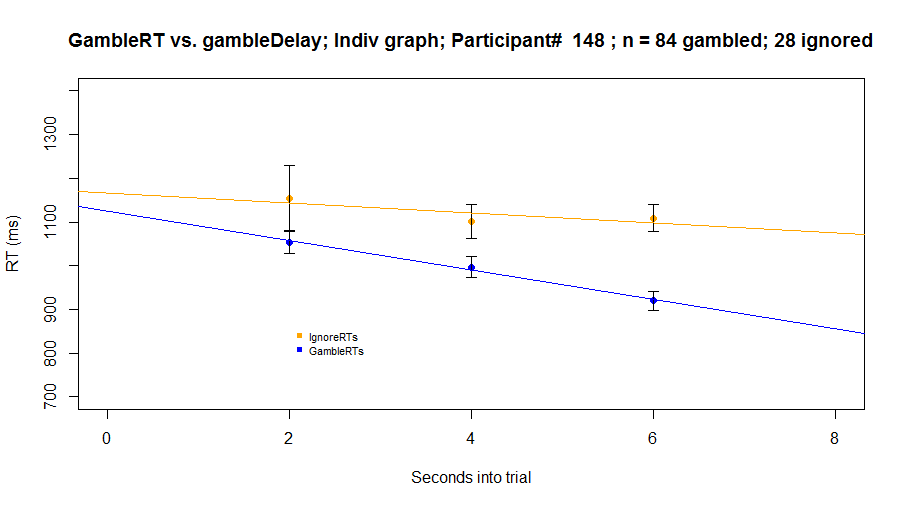 GambleRT vs. gambleDelay; Indiv graph; Participant#  148 ; n = 84 gambled; 28 ignored
RT (ms)
1300
1100
900
800
700
IgnoreRTs
GambleRTs
0 2 4 6 8
Seconds into trial